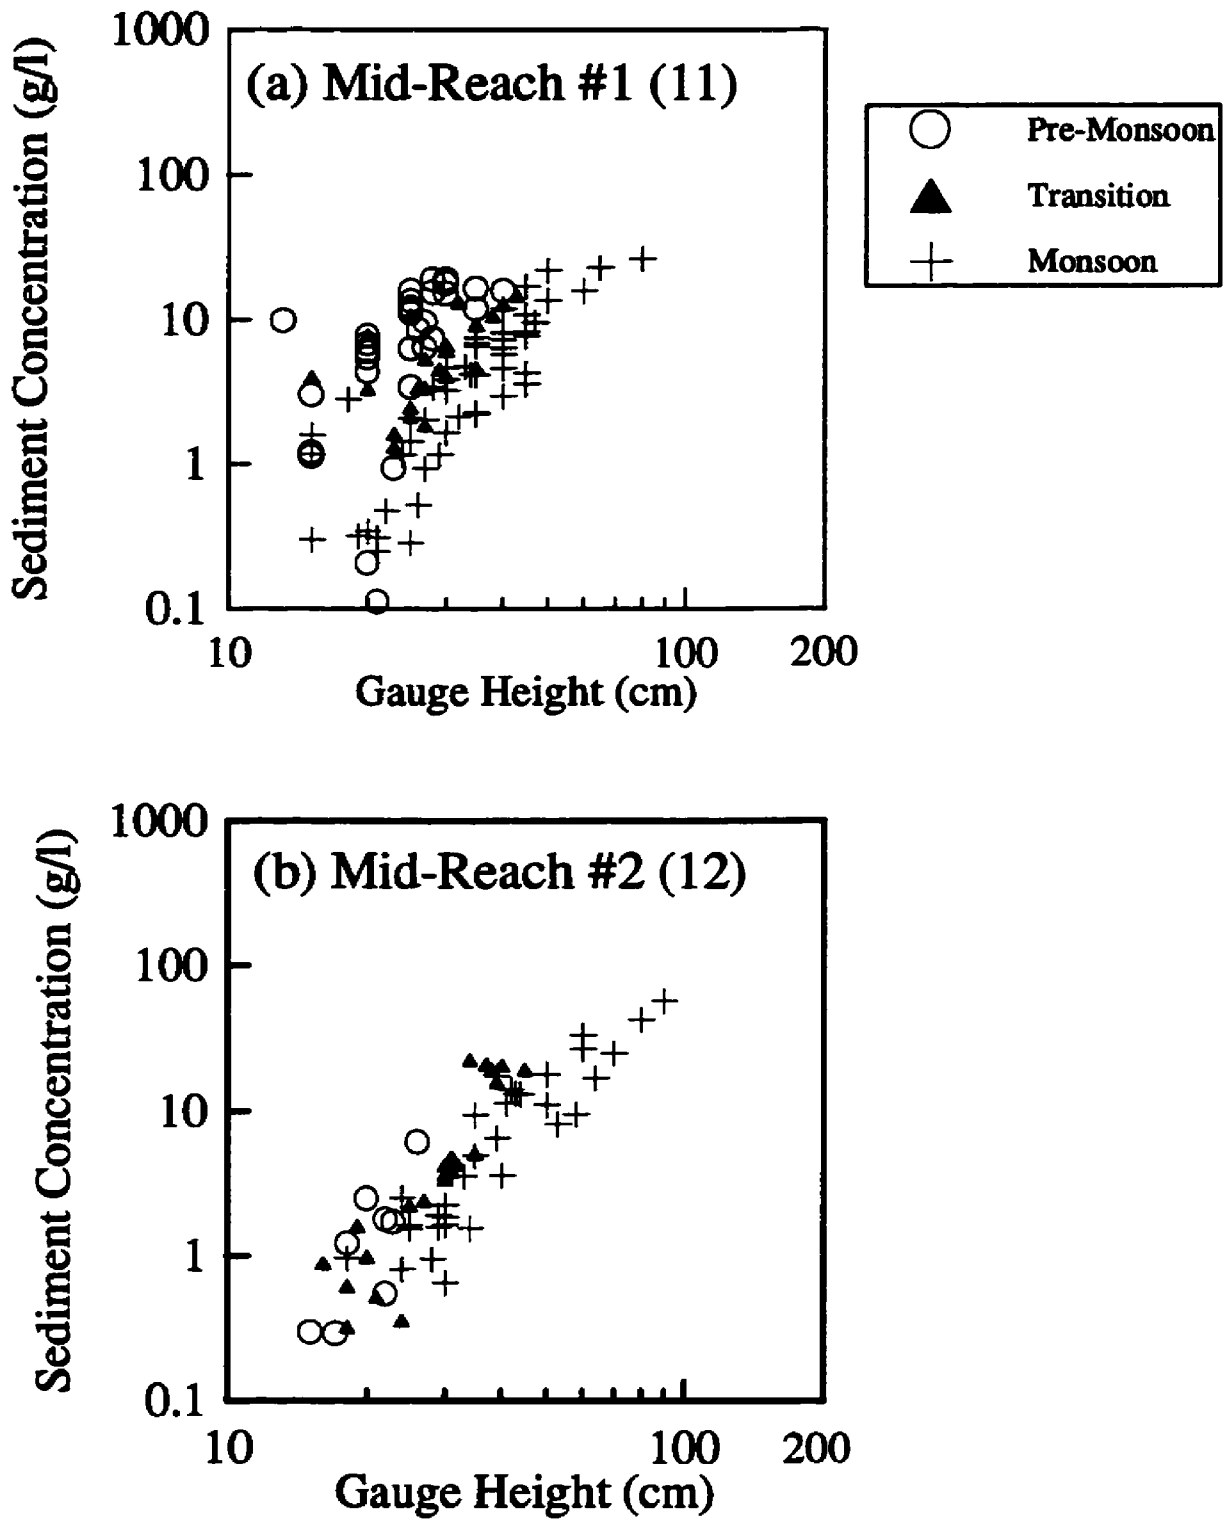 1000
(a) Mid-Reach #1 (11)
100
10
1
0.1
Sediment Concentration (g/l)
10
100
200
Gauge Height (cm)
Pre-Monsoon
Transition
Monsoon
1000
(b) Mid-Reach #2 (12)
100
10
1
0.1
Sediment Concentration (g/l)
10
100
200
Gauge Height (cm)